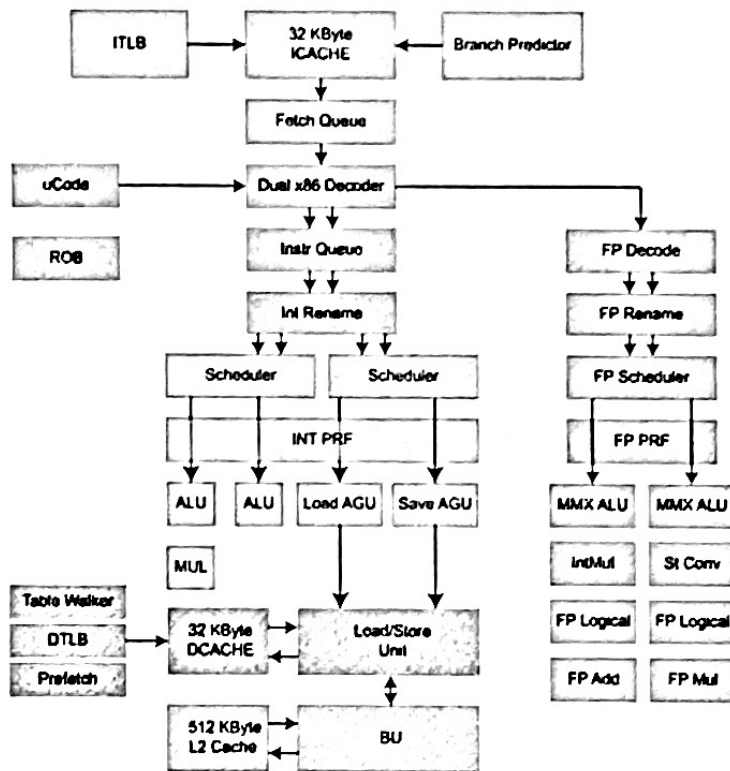 ITLB
32 KByte
ICACHE
Branch Predictor
Fetch Queue
uCode
Dual x86 Decoder
ROB
Instr Queue
FP Decode
Int Rename
FP Rename
Scheduler
Scheduler
FP Scheduler
INT PRF
FP PRF
ALU
ALU
Load AGU
Save AGU
MMX ALU
MMX ALU
MUL
IntMul
St Conv
Table Walker
DTLB
Prefetch
32 KByte
DCACHE
Load/Store
Unit
FP Logical
FP Logical
FP Add
FP Mul
512 KByte
L2 Cache
BU